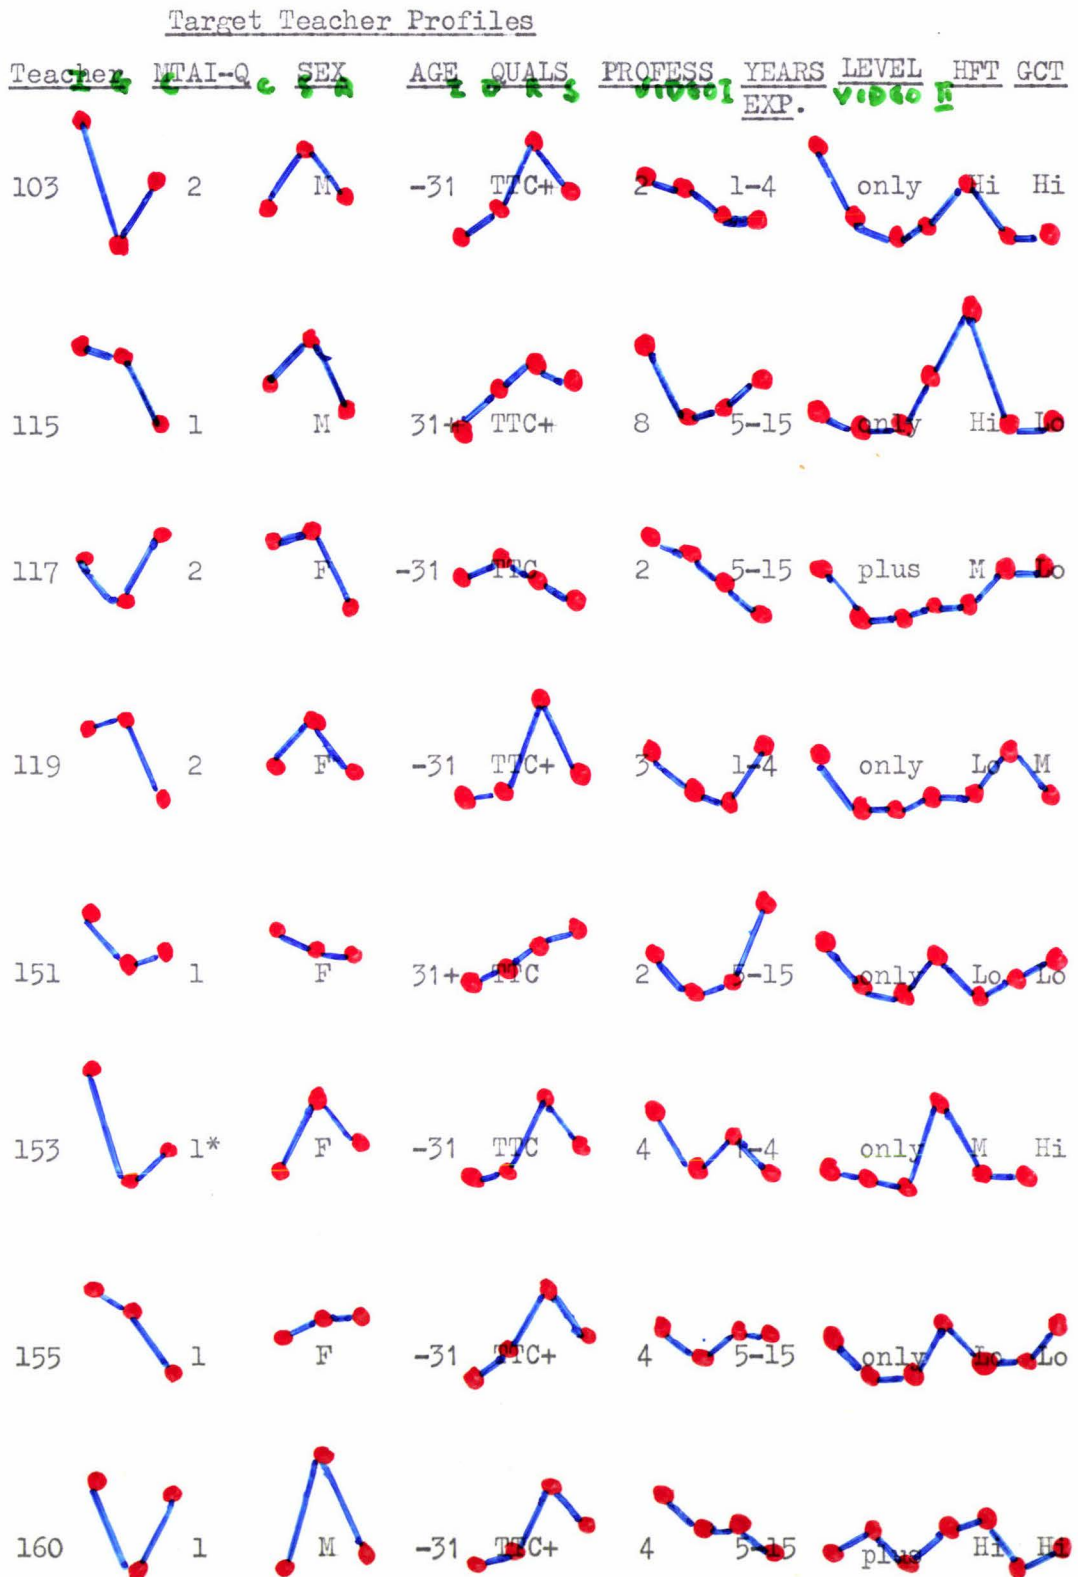 Target Teacher Profiles
Teacher MTAI-Q SEX AGE QUALS PROFESS YEARS LEVEL HFT GCT
I G C C S A I D R S VIDEO I EXP. VIDEO II
103 2 M -31 TTC+ 2 1-4 only Hi Hi
115 1 M 31+ TTC+ 8 5-15 only Hi Lo
117 2 F -31 TTC 2 5-15 plus M Lo
119 2 F -31 TTC+ 3 1-4 only Lo M
151 1 F 31+ TTC 2 5-15 only Lo Lo
153 1* F -31 TTC 4 1-4 only M Hi
155 1 F -31 TTC+ 4 5-15 only Lo Lo
160 1 M -31 TTC+ 4 5-15 plus Hi Hi